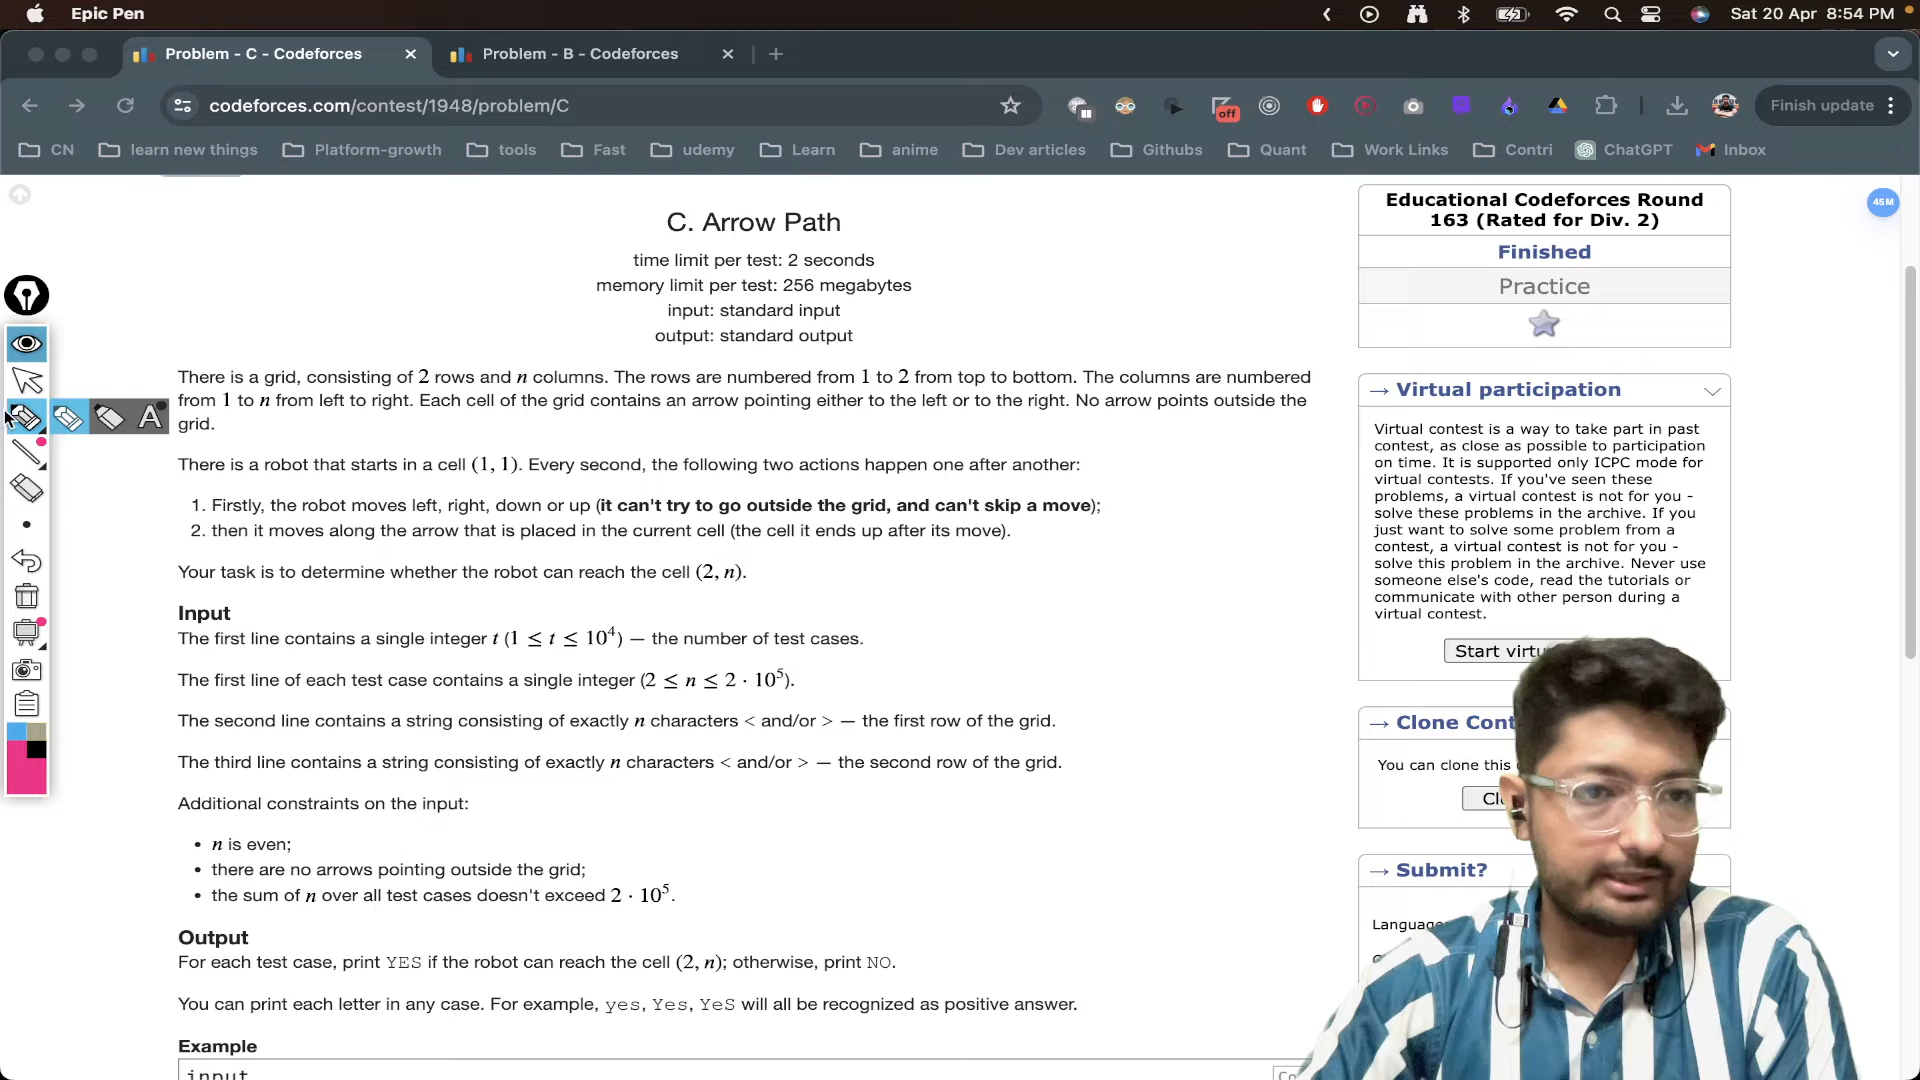 Epic Pen
Sat 20 Apr 8:54 PM
Problem - C - Codeforces
Problem - B - Codeforces
codeforces.com/contest/1948/problem/C
off
Finish update
CN
learn new things
Platform-growth
tools
Fast
udemy
Learn
anime
Dev articles
Githubs
Quant
Work Links
Contri
ChatGPT
Inbox
C. Arrow Path
time limit per test: 2 seconds
memory limit per test: 256 megabytes
input: standard input
output: standard output
There is a grid, consisting of 2 rows and n columns. The rows are numbered from 1 to 2 from top to bottom. The columns are numbered
from 1 to n from left to right. Each cell of the grid contains an arrow pointing either to the left or to the right. No arrow points outside the
grid.
There is a robot that starts in a cell (1, 1). Every second, the following two actions happen one after another:
1. Firstly, the robot moves left, right, down or up (it can't try to go outside the grid, and can't skip a move);
2. then it moves along the arrow that is placed in the current cell (the cell it ends up after its move).
Your task is to determine whether the robot can reach the cell (2, n).
Input
The first line contains a single integer t (1 ≤ t ≤ 10⁴) — the number of test cases.
The first line of each test case contains a single integer (2 ≤ n ≤ 2 · 10⁵).
The second line contains a string consisting of exactly n characters < and/or > — the first row of the grid.
The third line contains a string consisting of exactly n characters < and/or > — the second row of the grid.
Additional constraints on the input:
• n is even;
• there are no arrows pointing outside the grid;
• the sum of n over all test cases doesn't exceed 2 · 10⁵.
Output
For each test case, print YES if the robot can reach the cell (2, n); otherwise, print NO.
You can print each letter in any case. For example, yes, Yes, YeS will all be recognized as positive answer.
Example
input
Educational Codeforces Round
163 (Rated for Div. 2)
Finished
Practice
45M
→ Virtual participation
Virtual contest is a way to take part in past
contest, as close as possible to participation
on time. It is supported only ICPC mode for
virtual contests. If you've seen these
problems, a virtual contest is not for you -
solve these problems in the archive. If you
just want to solve some problem from a
contest, a virtual contest is not for you -
solve this problem in the archive. Never use
someone else's code, read the tutorials or
communicate with other person during a
virtual contest.
Start virtu
→ Clone Cont
You can clone this
Cl
→ Submit?
Language
A